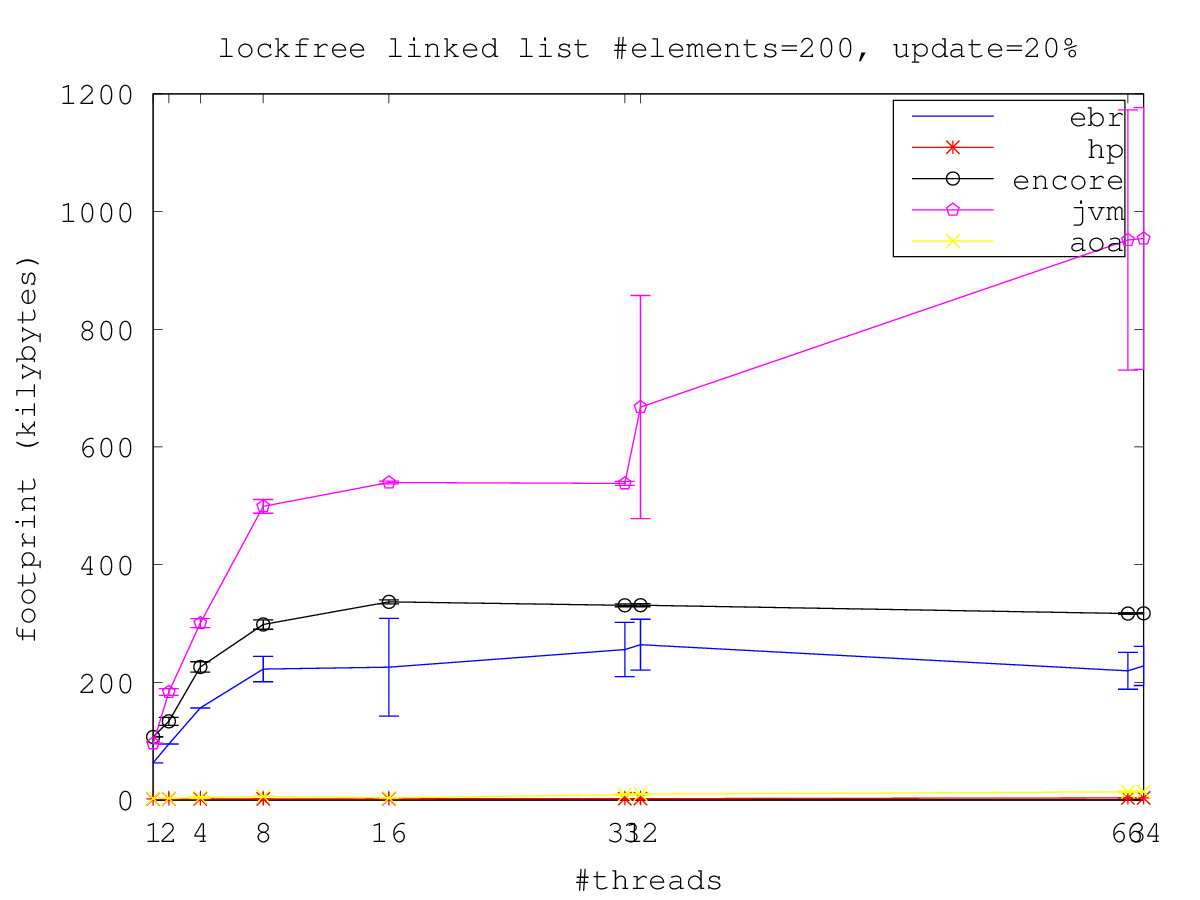 lockfree linked list #elements=200, update=20%
1200
1000
800
600
400
200
0
footprint (kilybytes)
ebr
hp
encore
jvm
aoa
1 2 4 8 16 31 32 63 64
#threads